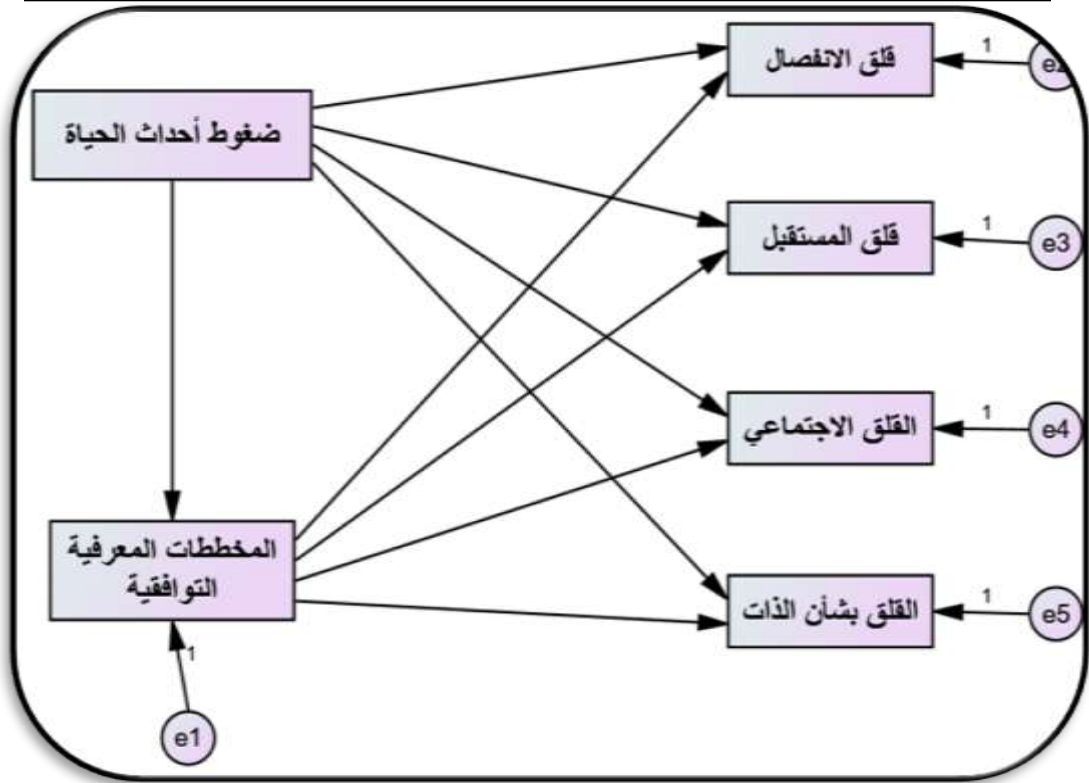 قلق الانفصال
1
e2
ضغوط أحداث الحياة
قلق المستقبل
1
e3
القلق الاجتماعي
1
e4
المخططات المعرفية
التوافقية
القلق بشأن الذات
1
e5
1
e1